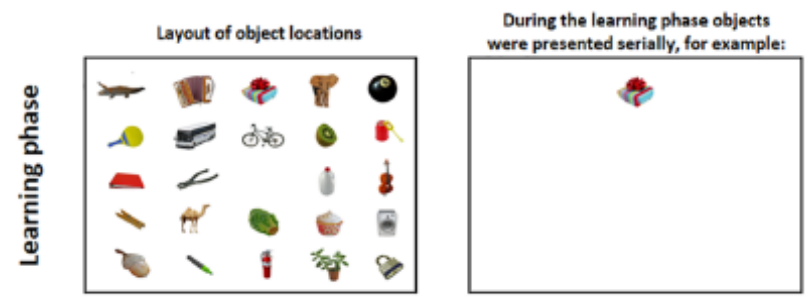 Layout of object locations
During the learning phase objects
were presented serially, for example:
Learning phase